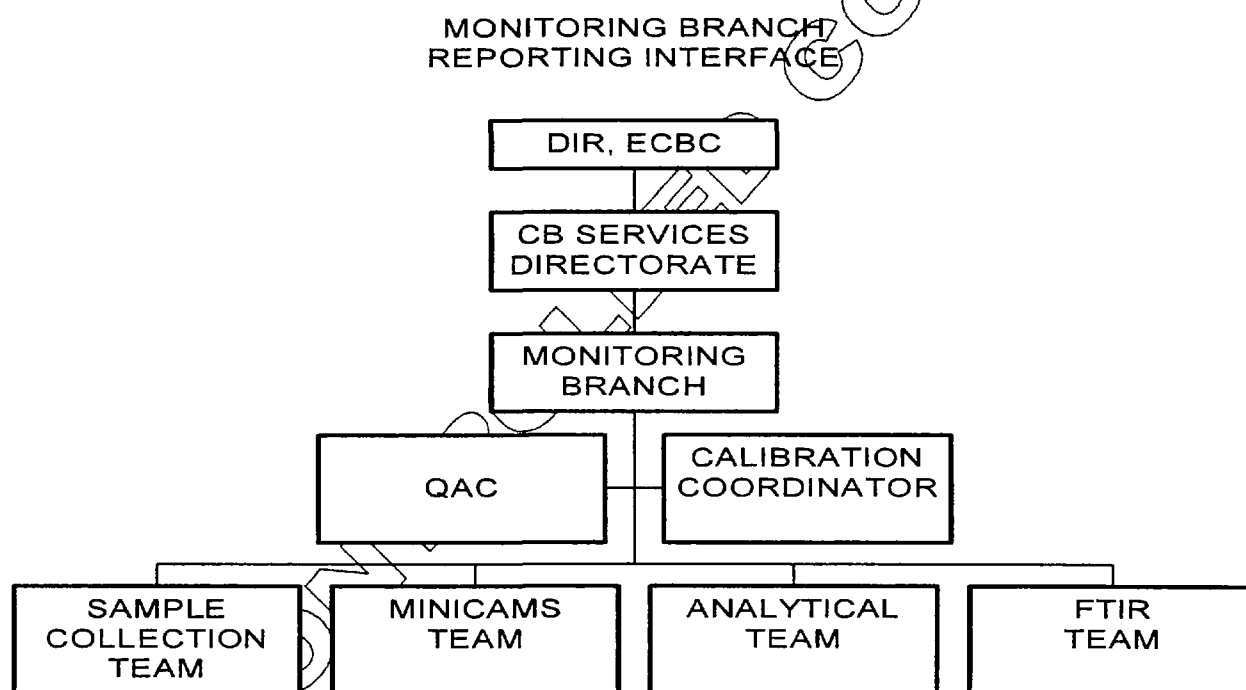 MONITORING BRANCH
REPORTING INTERFACE
DIR, ECBC
CB SERVICES
DIRECTORATE
MONITORING
BRANCH
QAC
CALIBRATION
COORDINATOR
SAMPLE
COLLECTION
TEAM
MINICAMS
TEAM
ANALYTICAL
TEAM
FTIR
TEAM